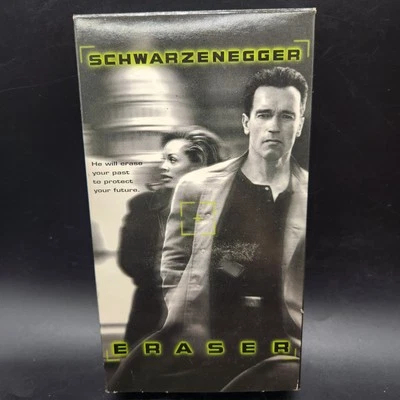 SCHWARZENEGGER
He will erase
your past
to protect
your future.
ERASER